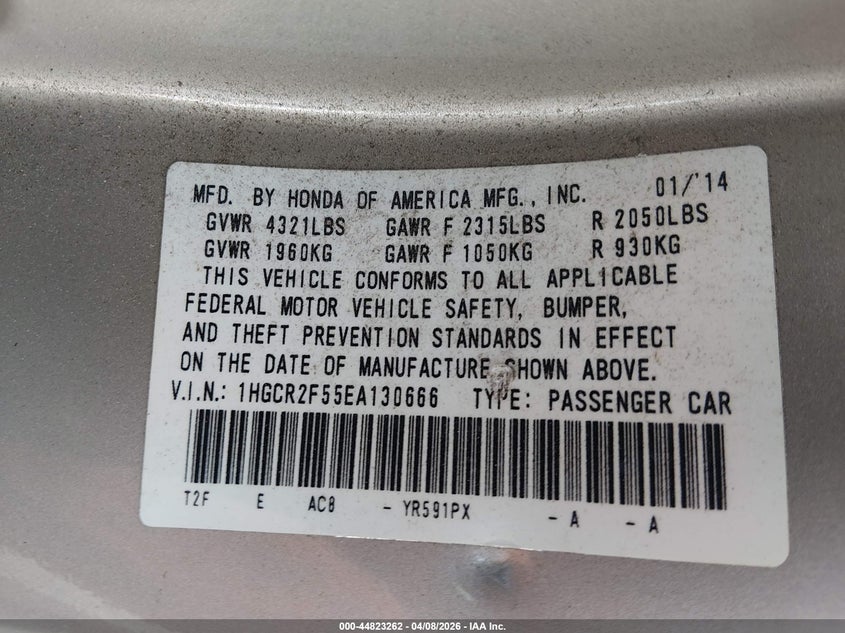 MFD. BY HONDA OF AMERICA MFG., INC. 01/'14
GVWR 4321LBS GAWR F 2315LBS R 2050LBS
GVWR 1960KG GAWR F 1050KG R 930KG
THIS VEHICLE CONFORMS TO ALL APPLICABLE
FEDERAL MOTOR VEHICLE SAFETY, BUMPER,
AND THEFT PREVENTION STANDARDS IN EFFECT
ON THE DATE OF MANUFACTURE SHOWN ABOVE.
V.I.N.: 1HGCR2F55EA130666 TYPE: PASSENGER CAR
T2F E AC8 - YR591PX - A - A
000-44823262 - 04/08/2026 - IAA Inc.